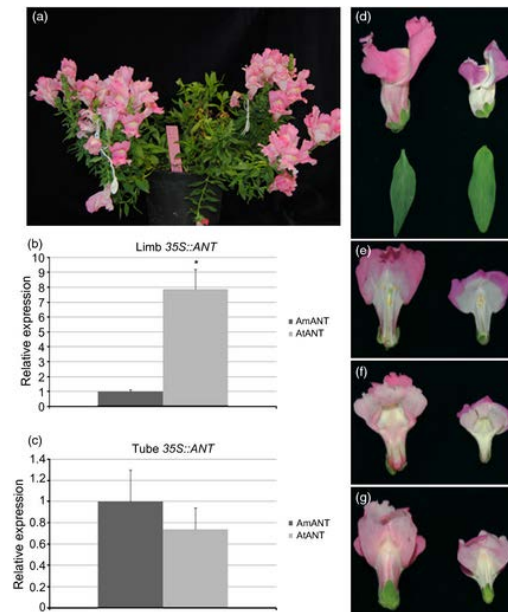 (a)
(b)
Limb 35S::ANT
Relative expression
10
9
8
7
6
5
4
3
2
1
0
*
AmANT
AtANT
(c)
Tube 35S::ANT
Relative expression
1.4
1.2
1
0.8
0.6
0.4
0.2
0
AmANT
AtANT
(d)
(e)
(f)
(g)